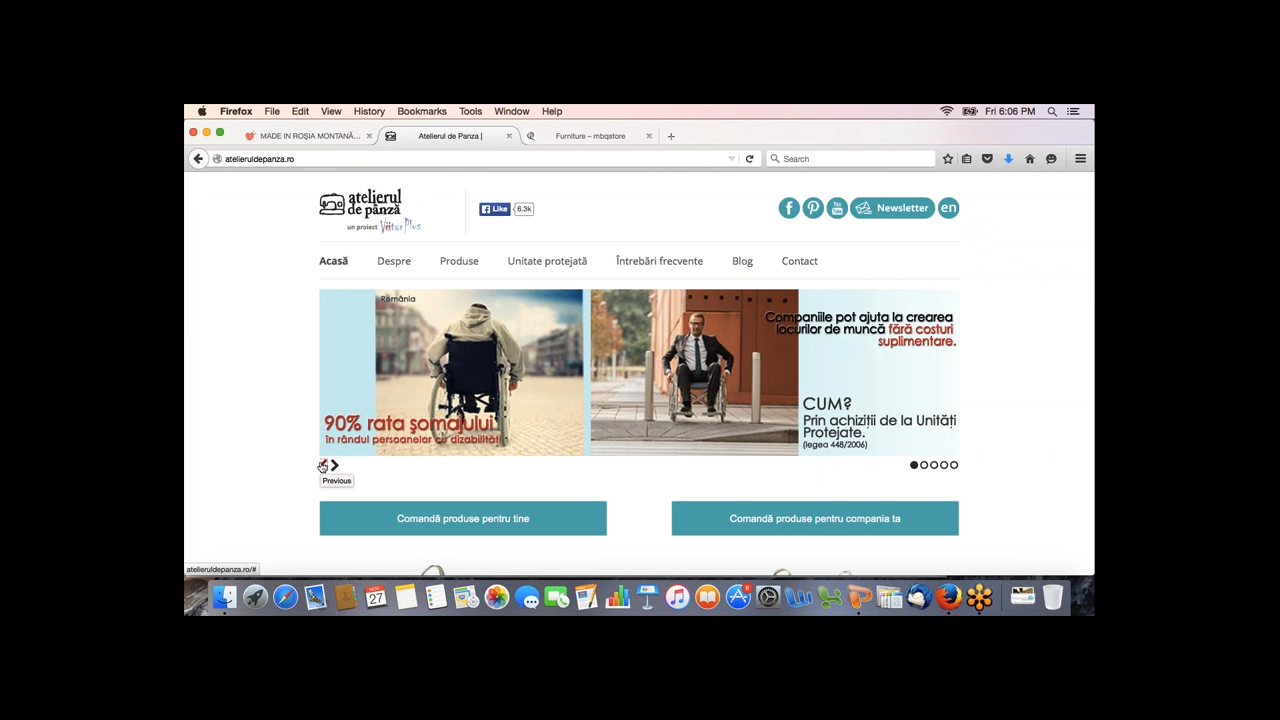 Firefox File Edit View History Bookmarks Tools Window Help Fri 6:06 PM
MADE IN ROȘIA MONTANĂ... Atelierul de Panza | Furniture – mbqstore
atelieruldepanza.ro Search
atelierul
de pânză
un proiect
Like 6.3k
You
Newsletter en
Acasă Despre Produse Unitate protejată Întrebări frecvente Blog Contact
România
90% rata șomajului
în rândul persoanelor cu dizabilități
Companiile pot ajuta la crearea
locurilor de muncă fără costuri
suplimentare.
CUM?
Prin achiziții de la Unități
Protejate.
(legea 448/2006)
Previous
Comandă produse pentru tine Comandă produse pentru compania ta
atelieruldepanza.ro/#
NOV
27